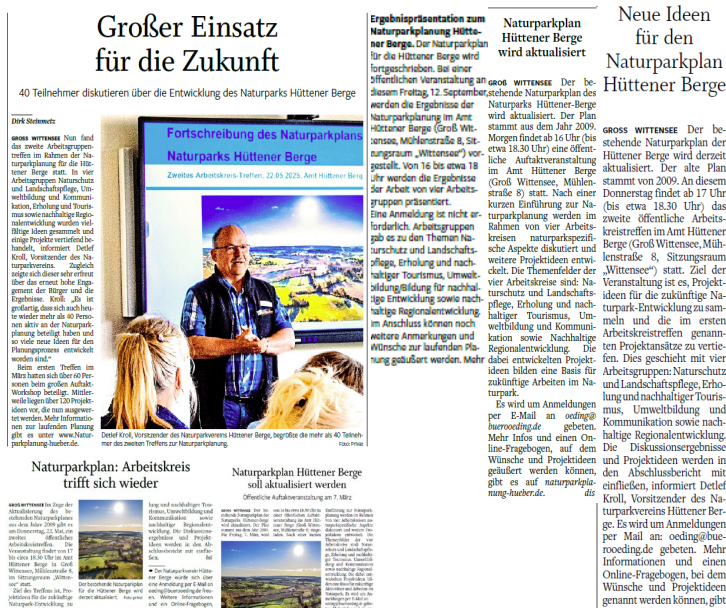 Großer Einsatz
für die Zukunft
40 Teilnehmer diskutieren über die Entwicklung des Naturparks Hüttener Berge
Dirk Steinmetz
GROSS WITTENSEE Nun fand
das zweite Arbeitsgruppen-
treffen im Rahmen der Na-
turparkplanung für die Hüt-
tener Berge statt. In vier
Arbeitsgruppen Naturschutz
und Landschaftspflege, Um-
weltbildung und Kommuni-
kation, Erholung und Touris-
mus sowie nachhaltige Regio-
nalentwicklung wurden viel-
fältige Ideen gesammelt und
einige Projekte vertiefend be-
handelt, informiert Detlef
Kroll, Vorsitzender des Na-
turparkvereins. Zugleich
zeigte sich dieser sehr erfreut
über das erneut hohe Enga-
gement der Bürger und die
Ergebnisse. Kroll: „Es ist
großartig, dass sich auch heu-
te wieder mehr als 40 Perso-
nen aktiv an der Naturpark-
planung beteiligt haben und
so viele neue Ideen für den
Planungsprozess entwickelt
worden sind.“
Beim ersten Treffen im
März hatten sich über 60 Per-
sonen beim großen Auftakt-
Workshop beteiligt. Mittler-
weile liegen über 120 Projekt-
ideen vor, die nun ausgewer-
tet werden. Mehr Informatio-
nen zur laufenden Planung
gibt es unter www.Natur-
parkplanung-hueber.de.
Fortschreibung des Naturparkplans
Naturparks Hüttener Berge
Zweites Arbeitskreis-Treffen, 22.05.2025, Amt Hüttener Berg
Detlef Kroll, Vorsitzender des Naturparkvereins Hüttener Berge, begrüßte die mehr als 40 Teilneh-
mer des zweiten Treffens zur Naturparkplanung.
Foto: Privat
Ergebnispräsentation zum
Naturparkplanung Hütte-
ner Berge. Der Naturparkplan
für die Hüttener Berge wird
fortgeschrieben. Bei einer
öffentlichen Veranstaltung an
diesem Freitag, 12. September,
werden die Ergebnisse der
Naturparkplanung im Amt
Hüttener Berge (Groß Wit-
tensee, Mühlenstraße 8, Sit-
zungsraum „Wittensee“) vor-
gestellt. Von 16 bis etwa 18
Uhr werden die Ergebnisse
der Arbeit von vier Arbeits-
gruppen präsentiert.
Eine Anmeldung ist nicht er-
forderlich. Arbeitsgruppen
gab es zu den Themen Na-
turschutz und Landschafts-
pflege, Erholung und nach-
haltiger Tourismus, Umwelt-
bildung/Bildung für nachhal-
tige Entwicklung sowie nach-
haltige Regionalentwicklung.
Im Anschluss können noch
weitere Anmerkungen und
Wünsche zur laufenden Pla-
nung geäußert werden. Mehr
Naturparkplan
Hüttener Berge
wird aktualisiert
GROẞ WITTENSEE Der be-
stehende Naturparkplan des
Naturparks Hüttener-Berge
wird aktualisiert. Der Plan
stammt aus dem Jahr 2009.
Morgen findet ab 16 Uhr (bis
etwa 18.30 Uhr) eine öffent-
liche Auftaktveranstaltung
im Amt Hüttener Berge
(Groß Wittensee, Mühlen-
straße 8) statt. Nach einer
kurzen Einführung zur Na-
turparkplanung werden im
Rahmen von vier Arbeits-
kreisen naturparkspezifi-
sche Aspekte diskutiert und
weitere Projektideen entwi-
ckelt. Die Themenfelder der
vier Arbeitskreise sind: Na-
turschutz und Landschafts-
pflege, Erholung und nach-
haltiger Tourismus, Um-
weltbildung und Kommuni-
kation sowie Nachhaltige
Regionalentwicklung. Die
dabei entwickelten Projekt-
ideen bilden eine Basis für
zukünftige Arbeiten im Na-
turpark.
Es wird um Anmeldungen
per E-Mail an oeding@
buerooeding.de gebeten.
Mehr Infos und einen On-
line-Fragebogen, auf dem
Wünsche und Projektideen
geäußert werden können,
gibt es auf naturparkpla-
nung-hueber.de. dis
Neue Ideen
für den
Naturparkplan
Hüttener Berge
GROSS WITTENSEE Der be-
stehende Naturparkplan der
Hüttener Berge wird derzeit
aktualisiert. Der alte Plan
stammt von 2009. An diesem
Donnerstag findet ab 17 Uhr
(bis etwa 18.30 Uhr) das
zweite öffentliche Arbeits-
kreistreffen im Amt Hüttener
Berge (Groß Wittensee, Müh-
lenstraße 8, Sitzungsraum
„Wittensee“) statt. Ziel der
Veranstaltung ist es, Projekt-
ideen für die zukünftige Na-
turpark-Entwicklung zu sam-
meln und die im ersten
Arbeitskreistreffen genann-
ten Projektansätze zu vertie-
fen. Dies geschieht mit vier
Arbeitsgruppen: Naturschutz
und Landschaftspflege, Erho-
lung und nachhaltiger Touris-
mus, Umweltbildung und
Kommunikation sowie nach-
haltige Regionalentwicklung.
Die Diskussionsergebnisse
und Projektideen werden in
den Abschlussbericht mit
einfließen, informiert Detlef
Kroll, Vorsitzender des Na-
turparkvereins Hüttener Ber-
ge. Es wird um Anmeldungen
per Mail an: oeding@bue-
rooeding.de gebeten. Mehr
Informationen und einen
Online-Fragebogen, bei dem
Wünsche und Projektideen
genannt werden können, gibt
Naturparkplan: Arbeitskreis
trifft sich wieder
Der bestehende Naturparkplan
für die Hüttener Berge wird
derzeit aktualisiert.
Naturparkplan Hüttener Berge
soll aktualisiert werden
Öffentliche Auftaktveranstaltung am 7. März